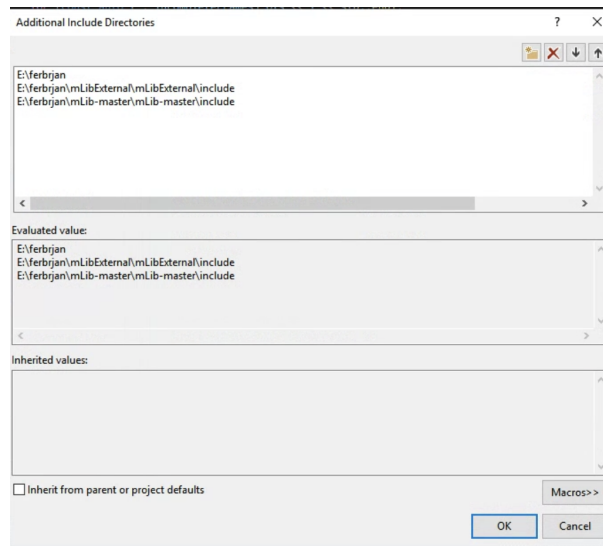 Additional Include Directories
?
E:\ferbrjan
E:\ferbrjan\mLibExternal\mLibExternal\include
E:\ferbrjan\mLib-master\mLib-master\include
Evaluated value:
E:\ferbrjan
E:\ferbrjan\mLibExternal\mLibExternal\include
E:\ferbrjan\mLib-master\mLib-master\include
Inherited values:
Inherit from parent or project defaults
Macros>>
OK
Cancel